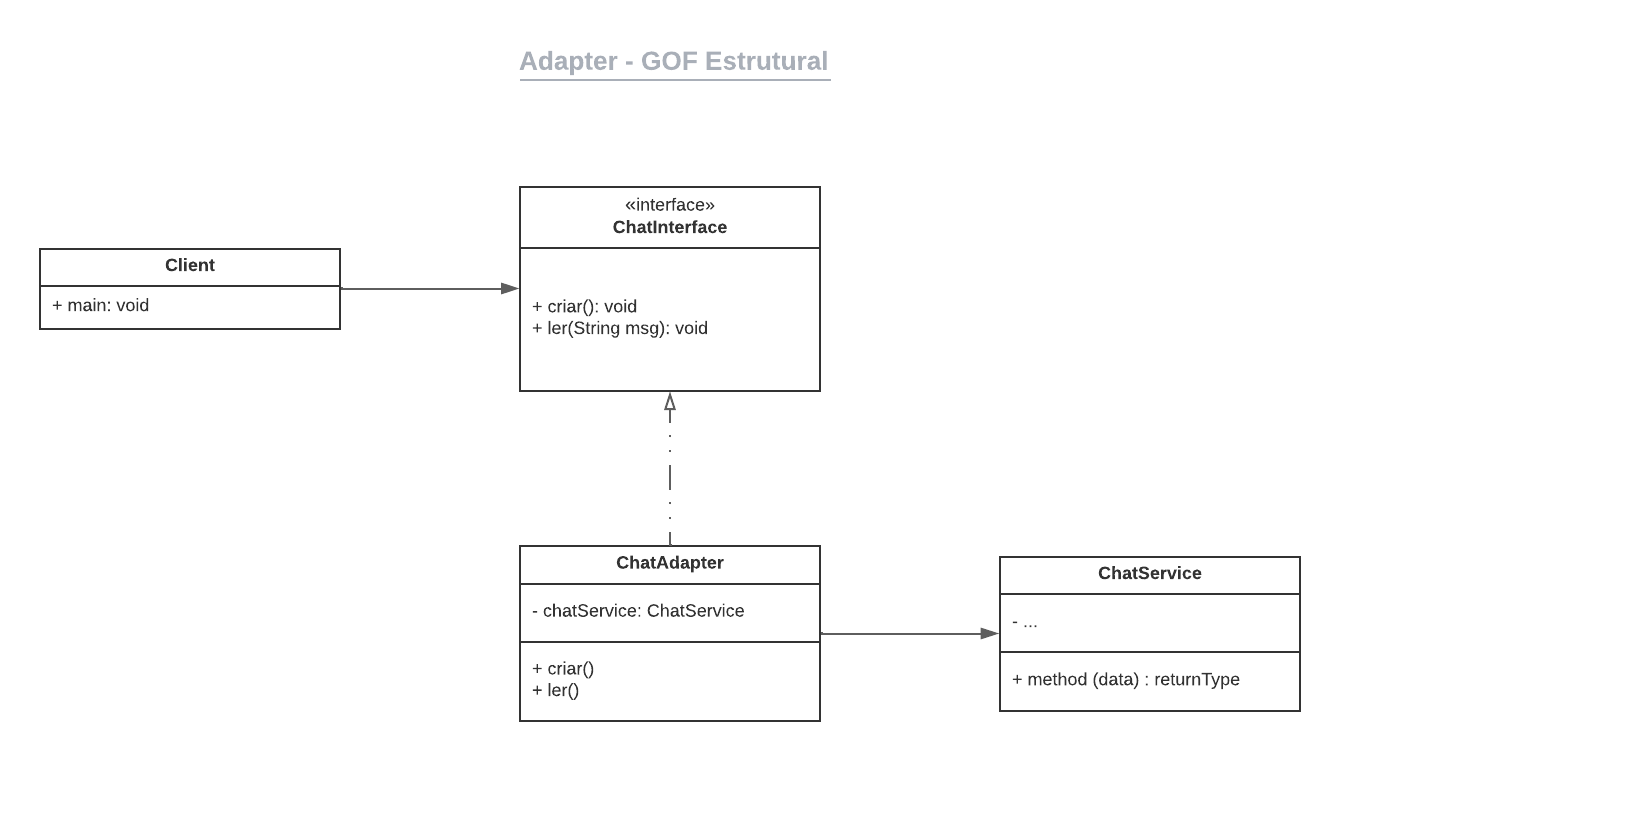 Adapter - GOF Estrutural
«interface»
ChatInterface
+ criar(): void
+ ler(String msg): void
Client
+ main: void
ChatAdapter
- chatService: ChatService
+ criar()
+ ler()
ChatService
- ...
+ method (data) : returnType